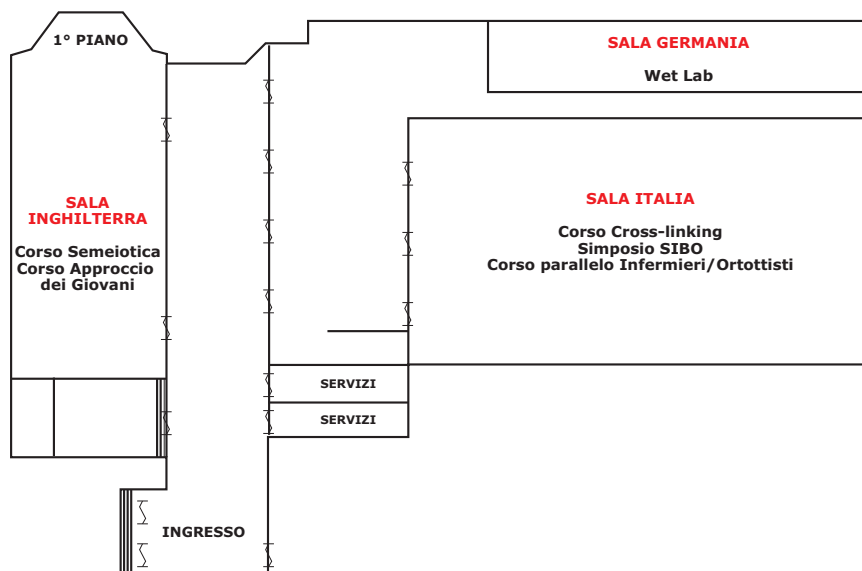 1° PIANO
SALA GERMANIA
Wet Lab
SALA
INGHILTERRA
Corso Semeiotica
Corso Approccio
dei Giovani
SALA ITALIA
Corso Cross-linking
Simposio SIBO
Corso parallelo Infermieri/Ortottisti
SERVIZI
SERVIZI
INGRESSO